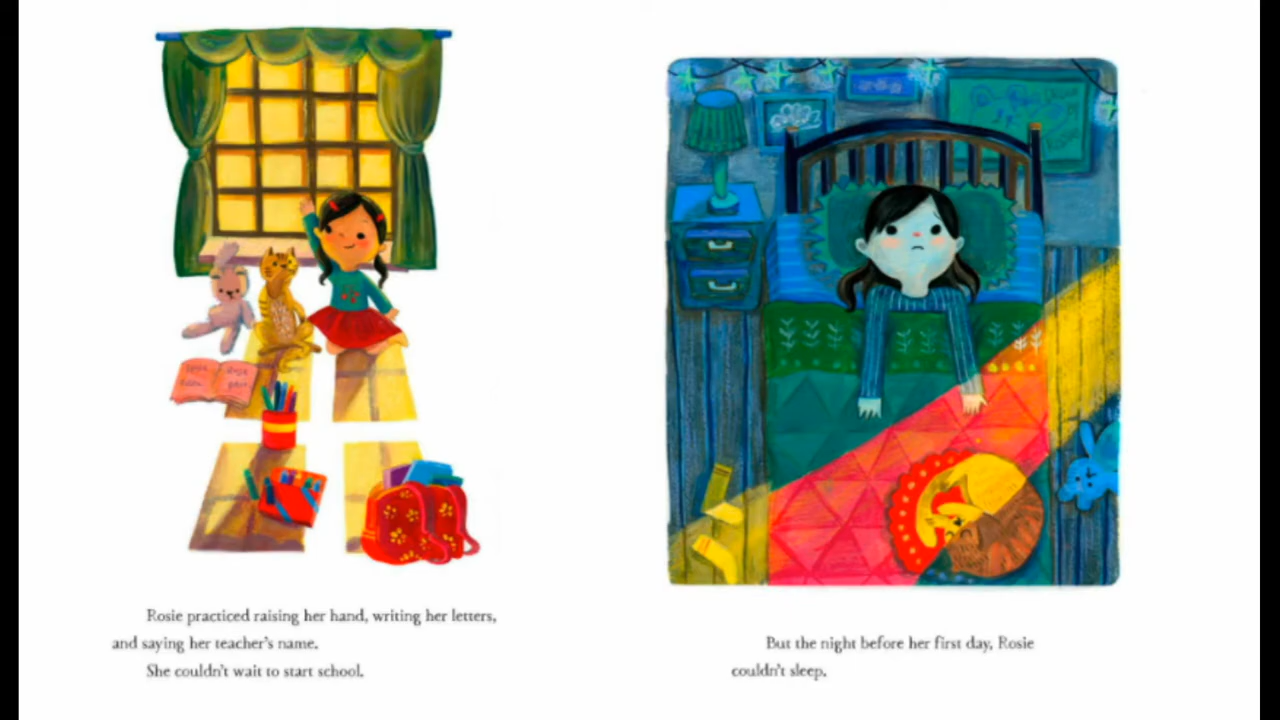 Rosie practiced raising her hand, writing her letters,
and saying her teacher's name.
She couldn't wait to start school.
But the night before her first day, Rosie
couldn't sleep.